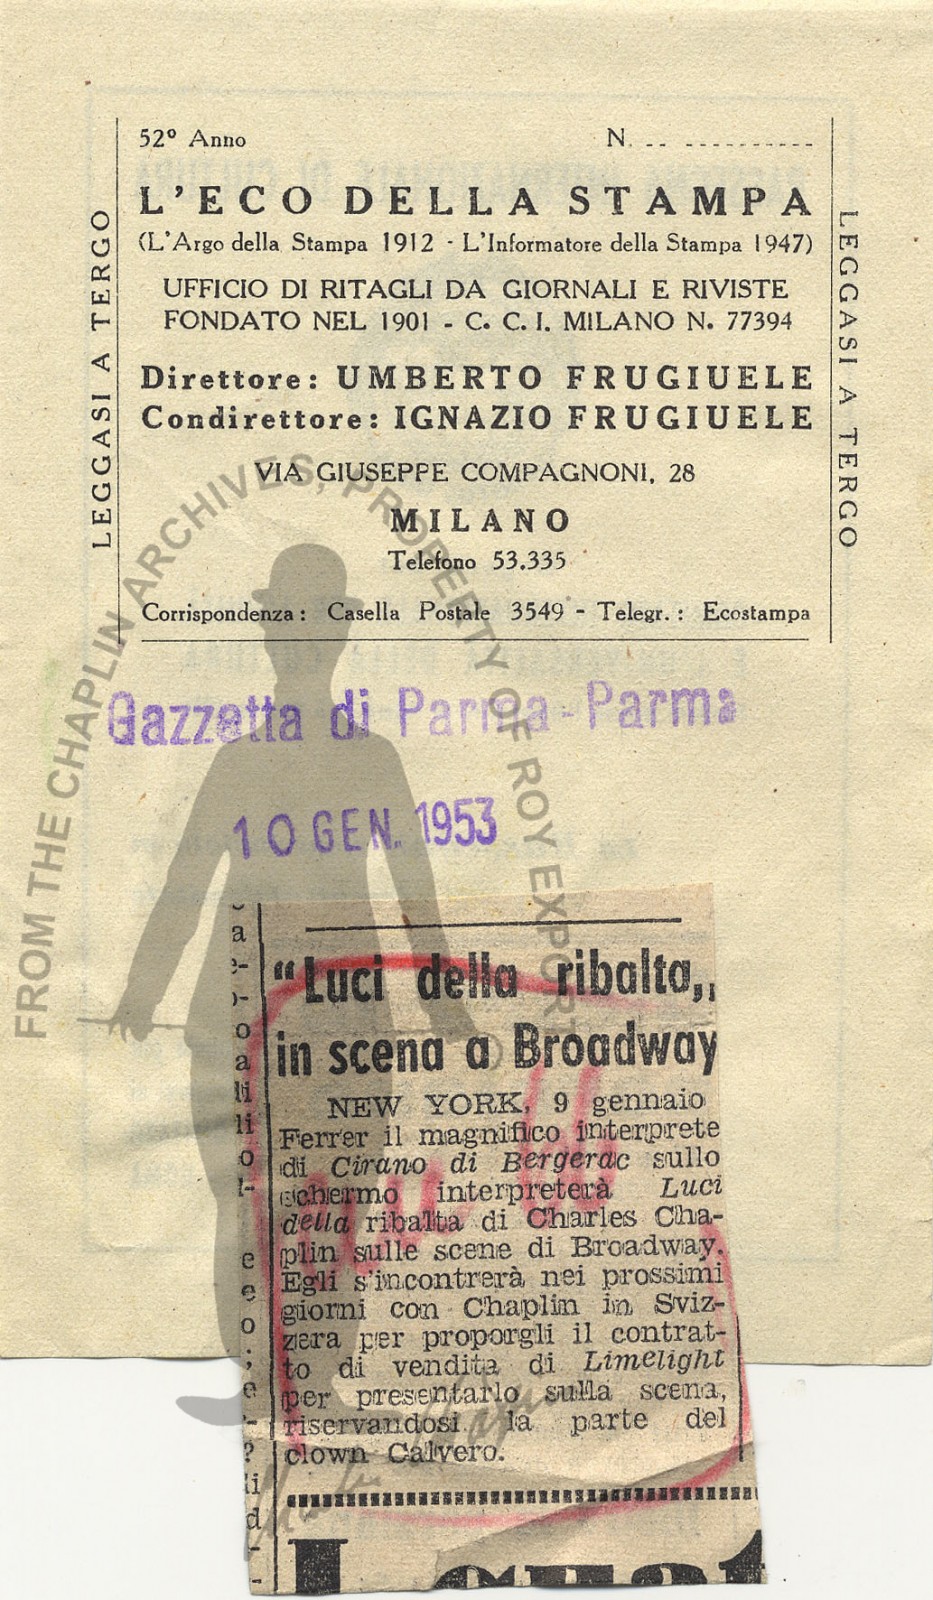 52º Anno N.
L'ECO DELLA STAMPA
(L'Argo della Stampa 1912 - L'Informatore della Stampa 1947)
UFFICIO DI RITAGLI DA GIORNALI E RIVISTE
FONDATO NEL 1901 - C. C. I. MILANO N. 77394
Direttore: UMBERTO FRUGIUELE
Condirettore: IGNAZIO FRUGIUELE
VIA GIUSEPPE COMPAGNONI, 28
MILANO
Telefono 53.335
Corrispondenza: Casella Postale 3549 - Telegr.: Ecostampa
LEGGASI A TERGO
LEGGASI A TERGO
FROM THE CHAPLIN ARCHIVES, PROPERTY OF ROY EXPORT
Gazzetta di Parma - Parma
10 GEN. 1953
“Luci della ribalta„
in scena a Broadway
NEW YORK, 9 gennaio
Ferrer il magnifico interprete
di Cirano di Bergerac sullo
schermo interpreterà Luci
della ribalta di Charles Cha-
plin sulle scene di Broadway.
Egli s'incontrerà nei prossimi
giorni con Chaplin in Sviz-
zera per proporgli il contrat-
to di vendita di Limelight
per presentarlo sulla scena,
riservandosi la parte del
clown Calvero.